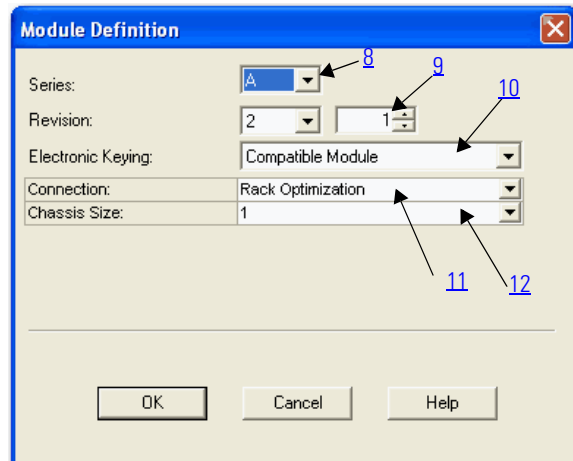 Module Definition
8
Series: A
9
Revision: 2 1
10
Electronic Keying: Compatible Module
Connection: Rack Optimization
Chassis Size: 1
11 12
OK Cancel Help